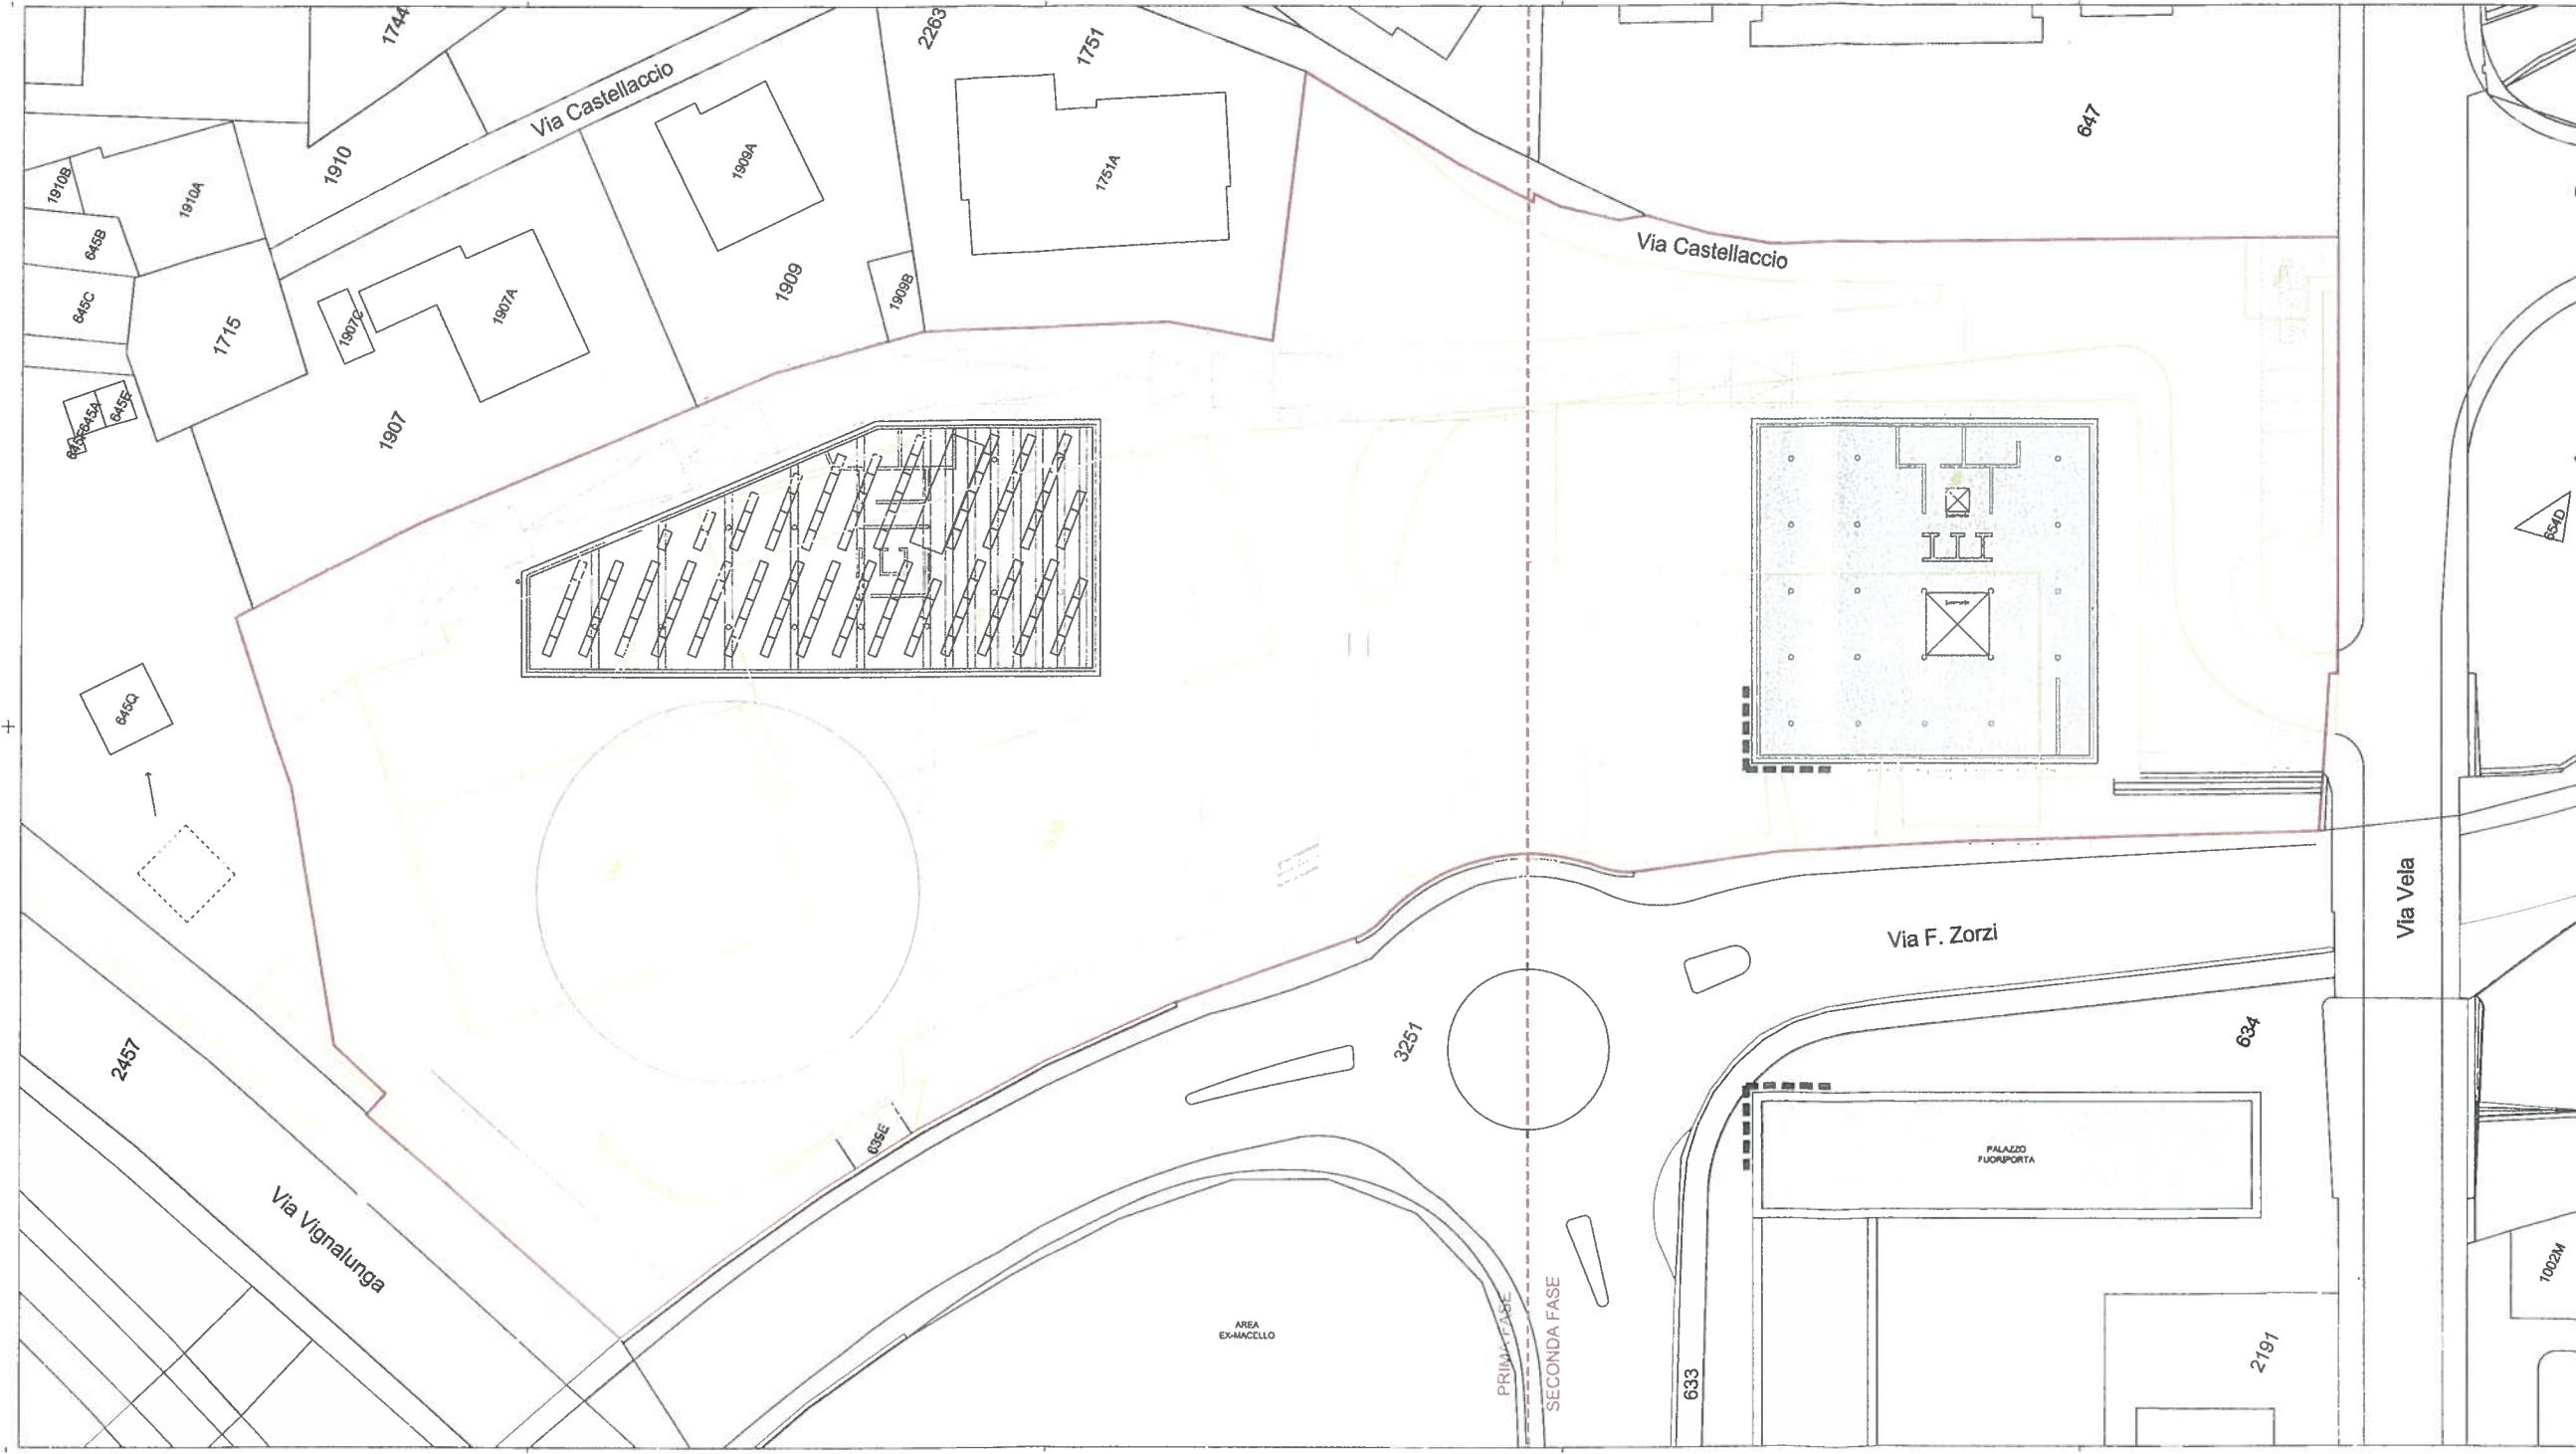 1744
2263
1751
Via Castellaccio
647
1909A
1751A
1910
1910B
1910A
645B
Via Castellaccio
1909
1909B
645C
1907A
1907C
1715
645A
645E
1907
654D
645Q
Via Vela
Via F. Zorzi
3251
634
2457
639E
PALAZZO
FUORIPORTA
Via Vignalunga
1002M
AREA
EX-MACELLO
PRIMA FASE
SECONDA FASE
633
2191